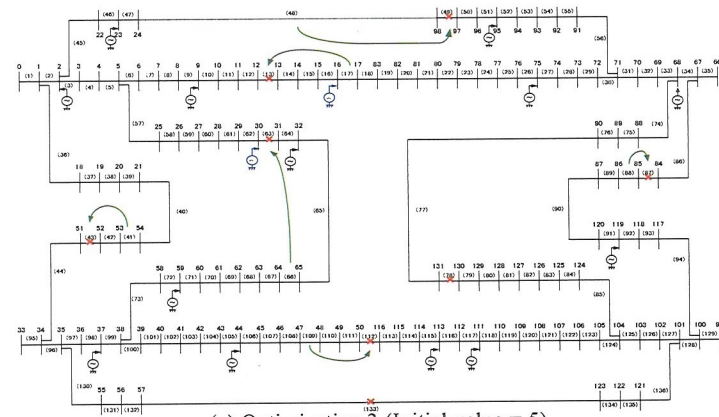 (46) (47) (48) (49) (50) (51) (52) (53) (54) (55)
22 23 24 98 97 96 95 94 93 92 91
(45) (56)
0 1 2 3 4 5 6 7 8 9 10 11 12 13 14 15 16 17 83 82 81 80 79 78 77 76 75 74 73 72 71 70 68 67 66
(1) (2) (3) (4) (5) (6) (7) (8) (9) (10) (11) (12) (13) (14) (15) (16) (17) (18) (19) (20) (21) (22) (23) (24) (25) (26) (27) (28) (29) (30) (31) (32) (33) (34) (35)
(57) 25 26 27 28 29 30 31 32 90 89 88 (74)
(58) (59) (60) (61) (62) (63) (64) (76) (75)
(36) (86)
18 19 20 21 87 86 85 84
(37) (38) (39) (89) (88) (87)
(40) (65) (77) (90)
51 52 53 54 120 119 118 117
(43) (42) (41) (91) (92) (93)
(44) (94)
58 59 60 61 62 63 64 65 131 130 129 128 127 126 125 124
(72) (71) (70) (69) (67) (68) (66) (78) (79) (80) (81) (82) (83) (84)
(73) (85)
33 34 35 36 37 38 39 40 42 43 44 45 46 47 48 49 50 116 115 114 113 112 111 110 109 108 107 106 105 104 103 102 101 100
(95) (96) (97) (98) (99) (100) (101) (102) (103) (104) (105) (106) (107) (108) (109) (110) (111) (112) (113) (114) (115) (116) (117) (118) (119) (120) (121) (122) (123) (124) (125) (126) (127) (128) (129)
(130) (136)
55 56 57 123 122 121
(131) (132) (133) (134) (135)